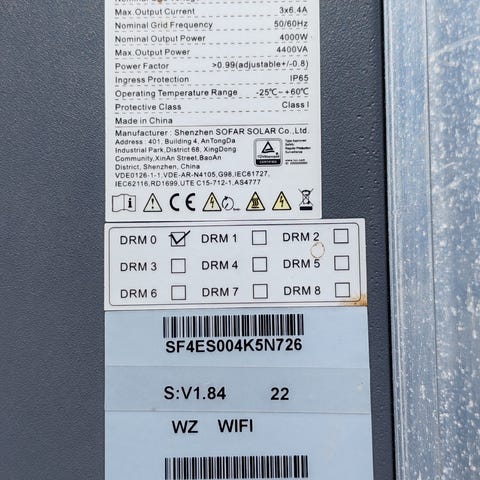 Max.Output Current 3x6.4A
Nominal Grid Frequency 50/60Hz
Nominal Output Power 4000W
Max.Output Power 4400VA
Power Factor >0.99(adjustable+/-0.8)
Ingress Protection IP65
Operating Temperature Range -25℃~+60℃
Protective Class Class I
Made in China
Manufacturer : Shenzhen SOFAR SOLAR Co.,Ltd.
Address : 401, Building 4, AnTongDa
Industrial Park,District 68, XingDong
Community,XinAn Street,BaoAn
District, Shenzhen, China
VDE0126-1-1,VDE-AR-N4105,G98,IEC61727,
IEC62116,RD1699,UTE C15-712-1,AS4777
TÜVRheinland
CERTIFIED
CE
DRM 0 DRM 1 DRM 2
DRM 3 DRM 4 DRM 5
DRM 6 DRM 7 DRM 8
SF4ES004K5N726
S:V1.84 22
WZ WIFI